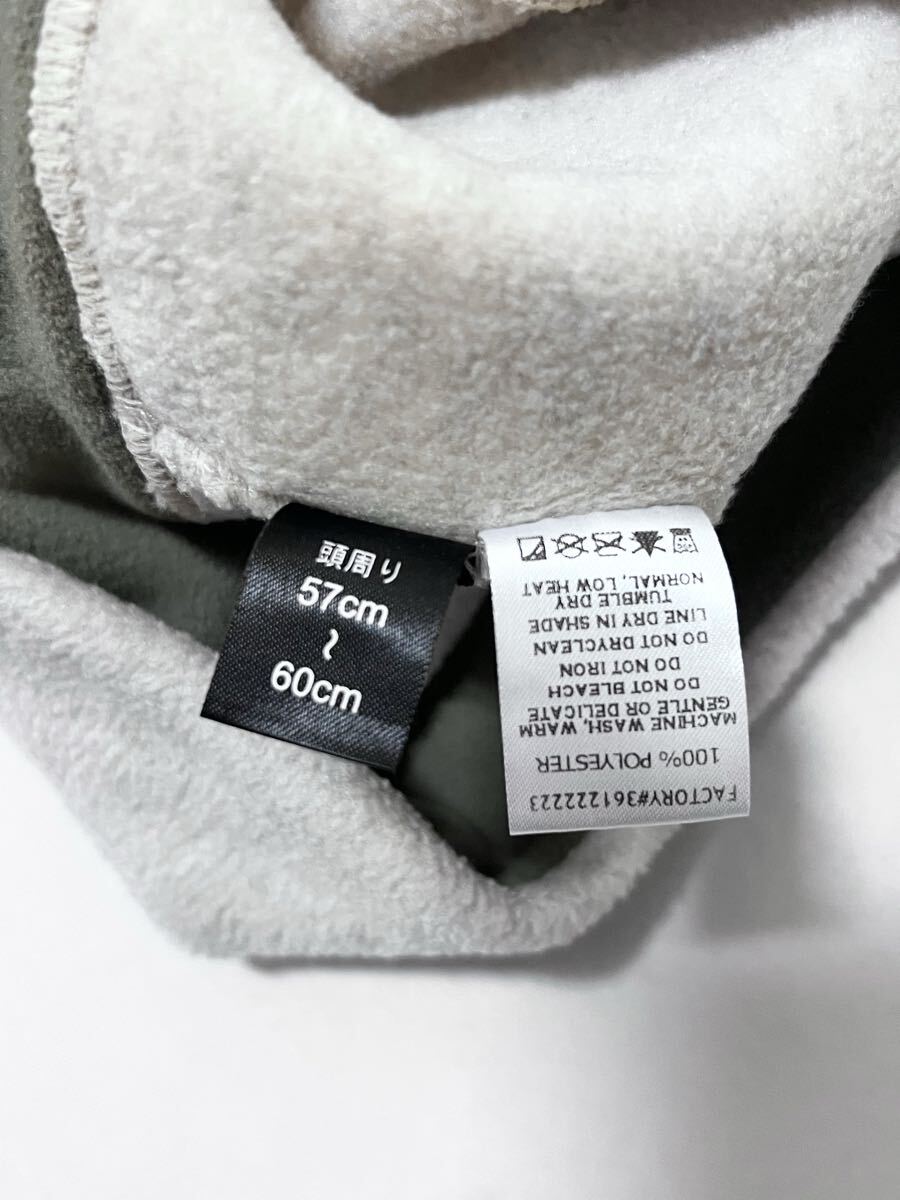 頭周り
57cm
～
60cm
FACTORY#361222223
100% POLYESTER
MACHINE WASH, WARM
GENTLE OR DELICATE
DO NOT BLEACH
DO NOT IRON
DO NOT DRYCLEAN
LINE DRY IN SHADE
TUMBLE DRY
NORMAL, LOW HEAT